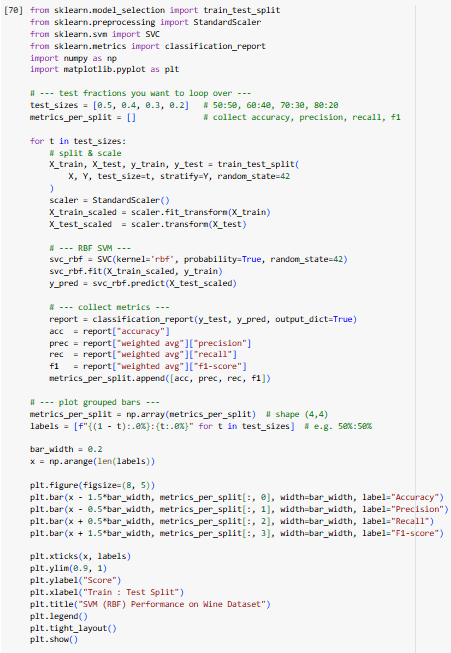 [70] from sklearn.model_selection import train_test_split
from sklearn.preprocessing import StandardScaler
from sklearn.svm import SVC
from sklearn.metrics import classification_report
import numpy as np
import matplotlib.pyplot as plt

# --- test fractions you want to loop over ---
test_sizes = [0.5, 0.4, 0.3, 0.2]   # 50:50, 60:40, 70:30, 80:20
metrics_per_split = []              # collect accuracy, precision, recall, f1

for t in test_sizes:
    # split & scale
    X_train, X_test, y_train, y_test = train_test_split(
        X, Y, test_size=t, stratify=Y, random_state=42
    )
    scaler = StandardScaler()
    X_train_scaled = scaler.fit_transform(X_train)
    X_test_scaled  = scaler.transform(X_test)

    # --- RBF SVM ---
    svc_rbf = SVC(kernel='rbf', probability=True, random_state=42)
    svc_rbf.fit(X_train_scaled, y_train)
    y_pred = svc_rbf.predict(X_test_scaled)

    # --- collect metrics ---
    report = classification_report(y_test, y_pred, output_dict=True)
    acc  = report["accuracy"]
    prec = report["weighted avg"]["precision"]
    rec  = report["weighted avg"]["recall"]
    f1   = report["weighted avg"]["f1-score"]
    metrics_per_split.append([acc, prec, rec, f1])

# --- plot grouped bars ---
metrics_per_split = np.array(metrics_per_split)  # shape (4,4)
labels = [f"{(1 - t):.0%}:{t:.0%}" for t in test_sizes]  # e.g. 50%:50%

bar_width = 0.2
x = np.arange(len(labels))

plt.figure(figsize=(8, 5))
plt.bar(x - 1.5*bar_width, metrics_per_split[:, 0], width=bar_width, label="Accuracy")
plt.bar(x - 0.5*bar_width, metrics_per_split[:, 1], width=bar_width, label="Precision")
plt.bar(x + 0.5*bar_width, metrics_per_split[:, 2], width=bar_width, label="Recall")
plt.bar(x + 1.5*bar_width, metrics_per_split[:, 3], width=bar_width, label="F1-score")

plt.xticks(x, labels)
plt.ylim(0.9, 1)
plt.ylabel("Score")
plt.xlabel("Train : Test Split")
plt.title("SVM (RBF) Performance on Wine Dataset")
plt.legend()
plt.tight_layout()
plt.show()